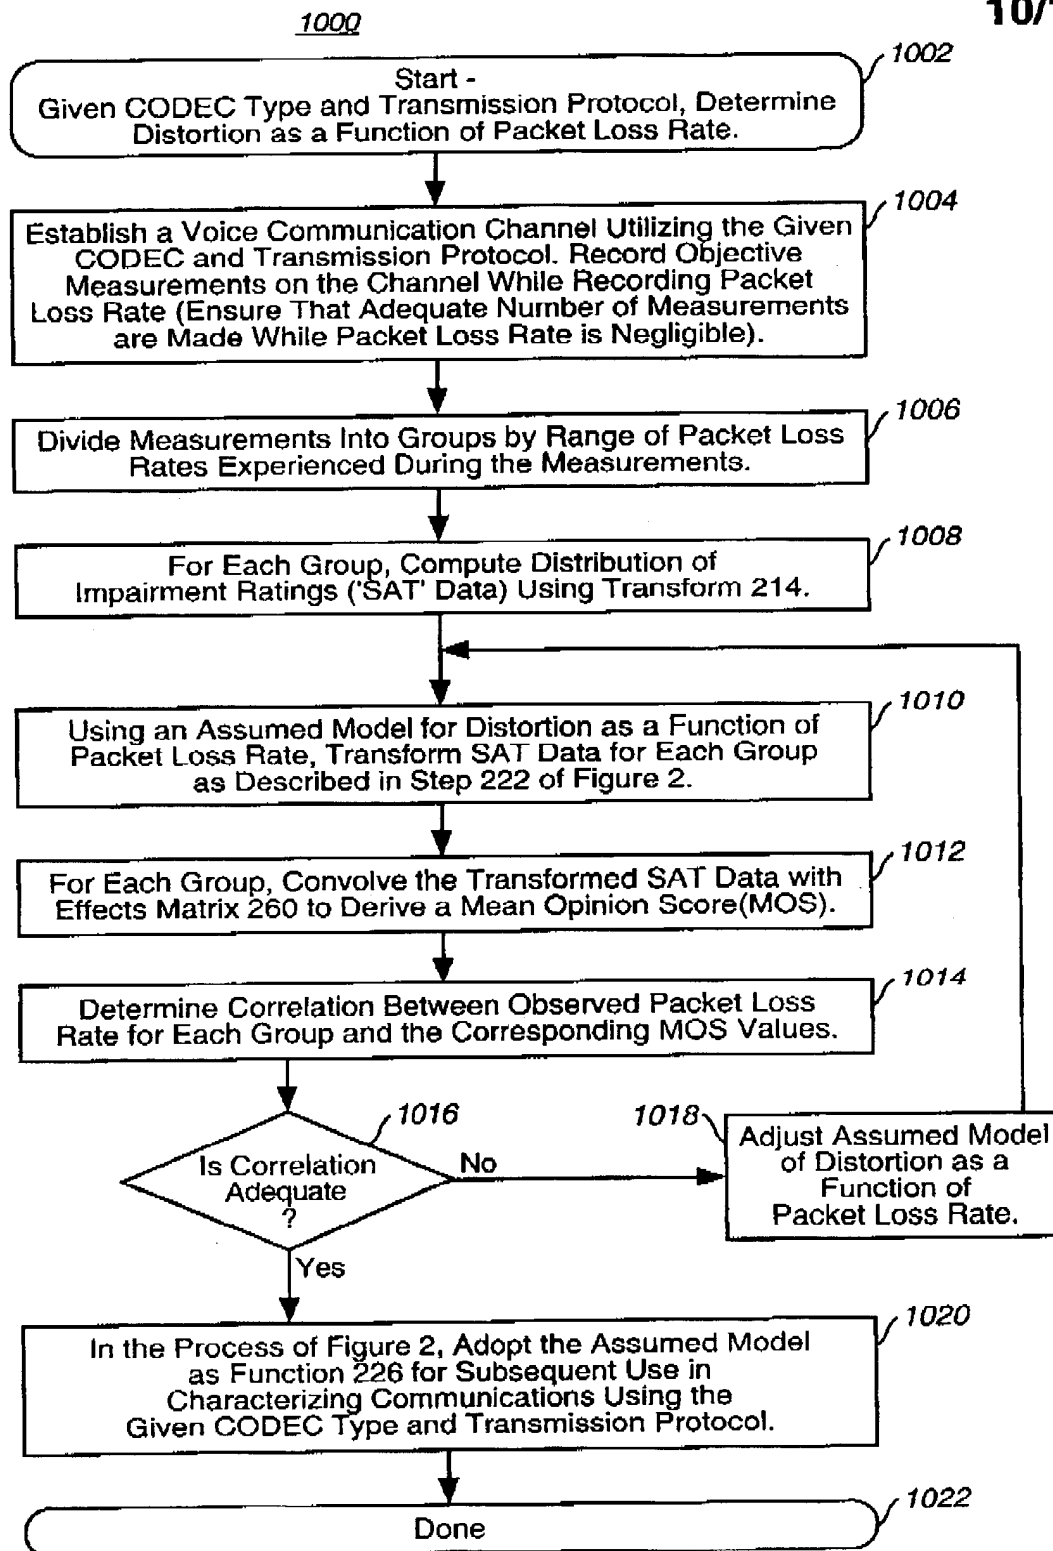 1000
10/
1002
Start -
Given CODEC Type and Transmission Protocol, Determine
Distortion as a Function of Packet Loss Rate.
1004
Establish a Voice Communication Channel Utilizing the Given
CODEC and Transmission Protocol. Record Objective
Measurements on the Channel While Recording Packet
Loss Rate (Ensure That Adequate Number of Measurements
are Made While Packet Loss Rate is Negligible).
1006
Divide Measurements Into Groups by Range of Packet Loss
Rates Experienced During the Measurements.
1008
For Each Group, Compute Distribution of
Impairment Ratings ('SAT' Data) Using Transform 214.
1010
Using an Assumed Model for Distortion as a Function of
Packet Loss Rate, Transform SAT Data for Each Group
as Described in Step 222 of Figure 2.
1012
For Each Group, Convolve the Transformed SAT Data with
Effects Matrix 260 to Derive a Mean Opinion Score(MOS).
1014
Determine Correlation Between Observed Packet Loss
Rate for Each Group and the Corresponding MOS Values.
1016
Is Correlation
Adequate
?
No
Yes
1018
Adjust Assumed Model
of Distortion as a
Function of
Packet Loss Rate.
1020
In the Process of Figure 2, Adopt the Assumed Model
as Function 226 for Subsequent Use in
Characterizing Communications Using the
Given CODEC Type and Transmission Protocol.
1022
Done